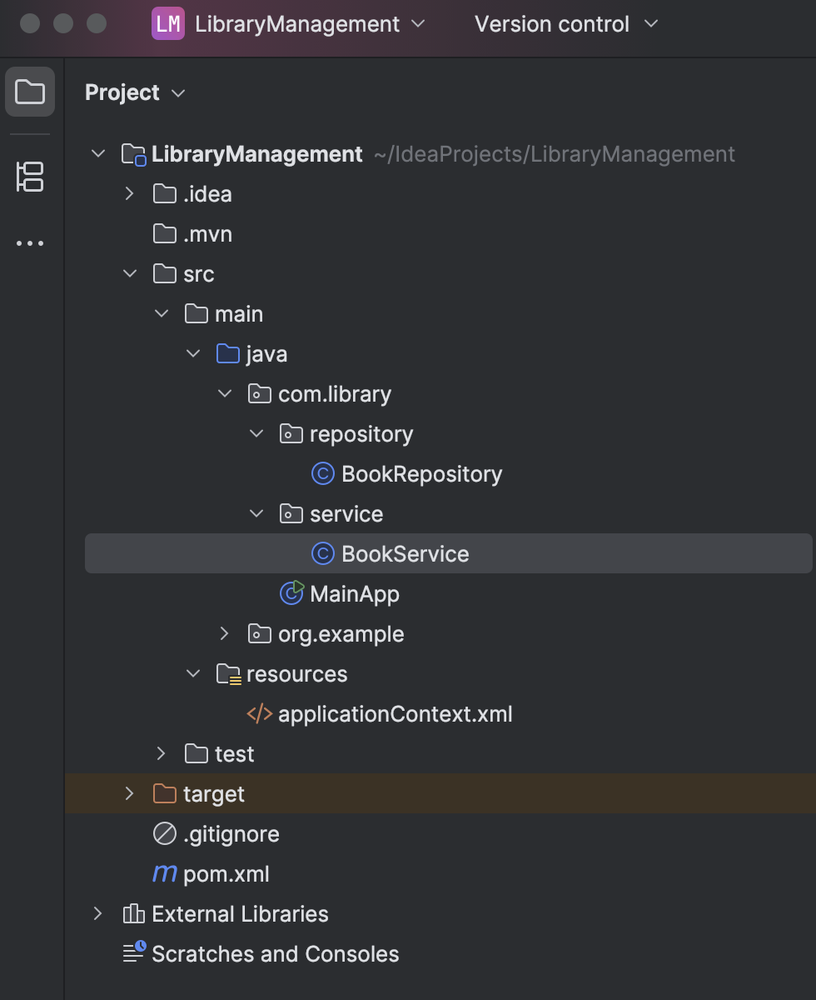 LM LibraryManagement Version control
Project
LibraryManagement ~/IdeaProjects/LibraryManagement
.idea
.mvn
src
main
java
com.library
repository
BookRepository
service
BookService
MainApp
org.example
resources
applicationContext.xml
test
target
.gitignore
pom.xml
External Libraries
Scratches and Consoles